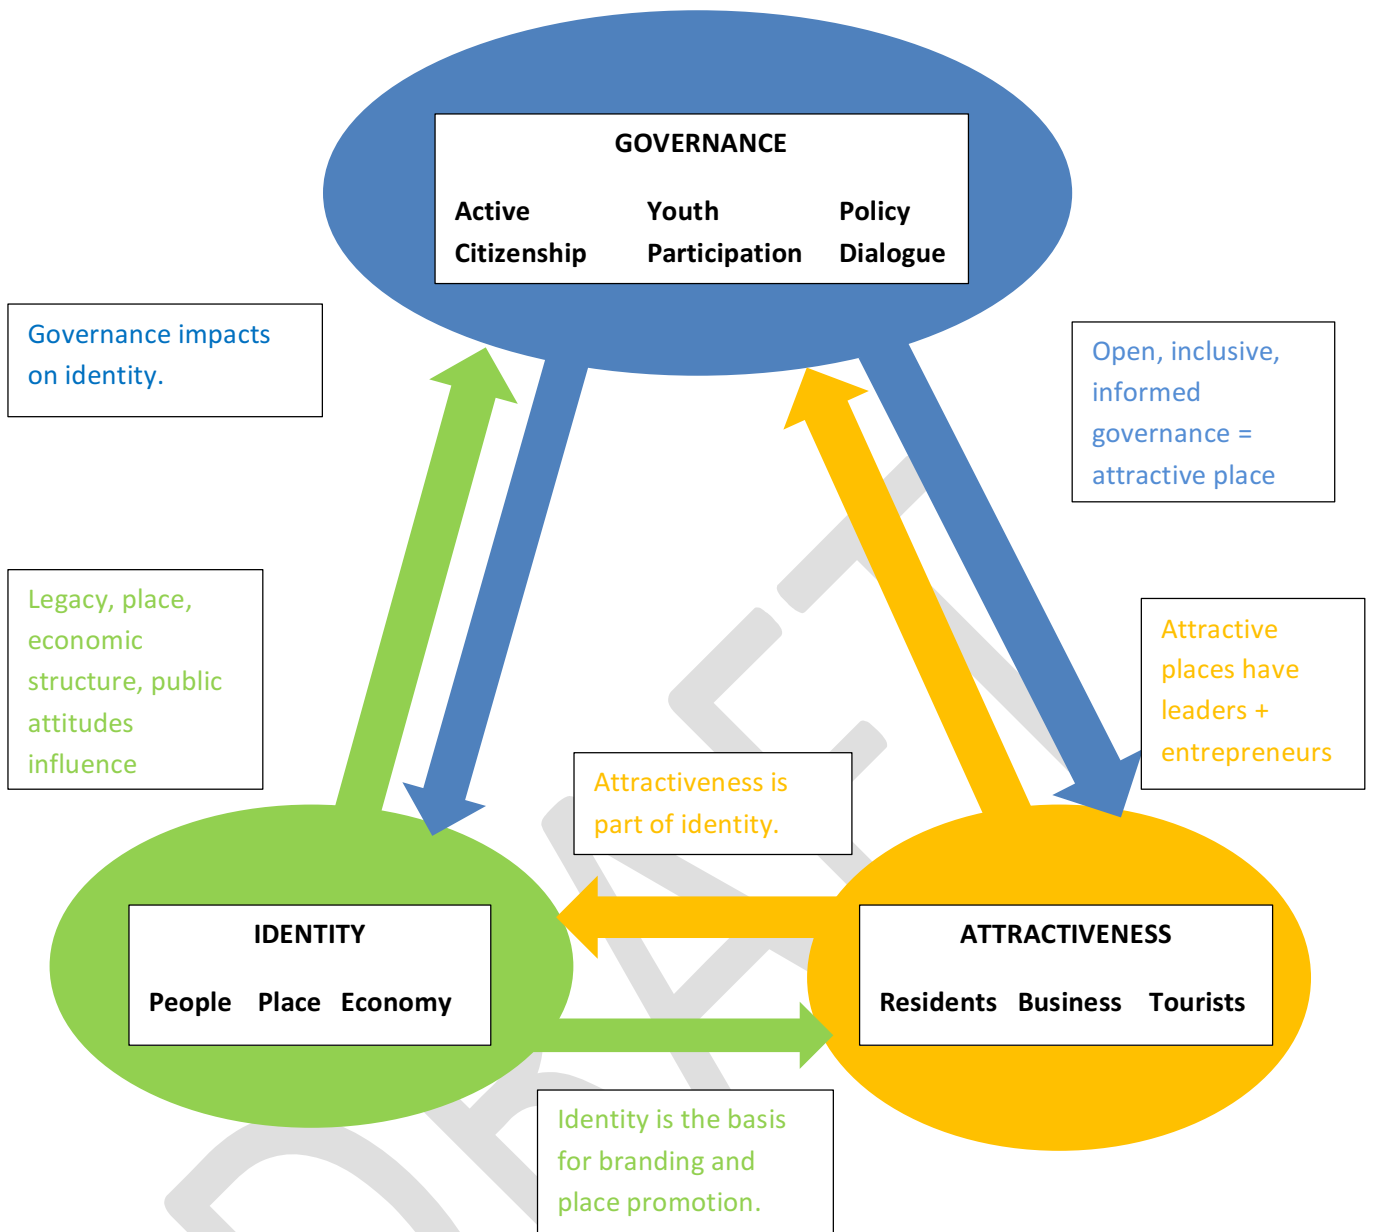 GOVERNANCE
Active Youth Policy
Citizenship Participation Dialogue
Governance impacts
on identity.
Open, inclusive,
informed
governance =
attractive place
Legacy, place,
economic
structure, public
attitudes
influence
Attractive
places have
leaders +
entrepreneurs
Attractiveness is
part of identity.
IDENTITY
People Place Economy
ATTRACTIVENESS
Residents Business Tourists
Identity is the basis
for branding and
place promotion.
DRAFT